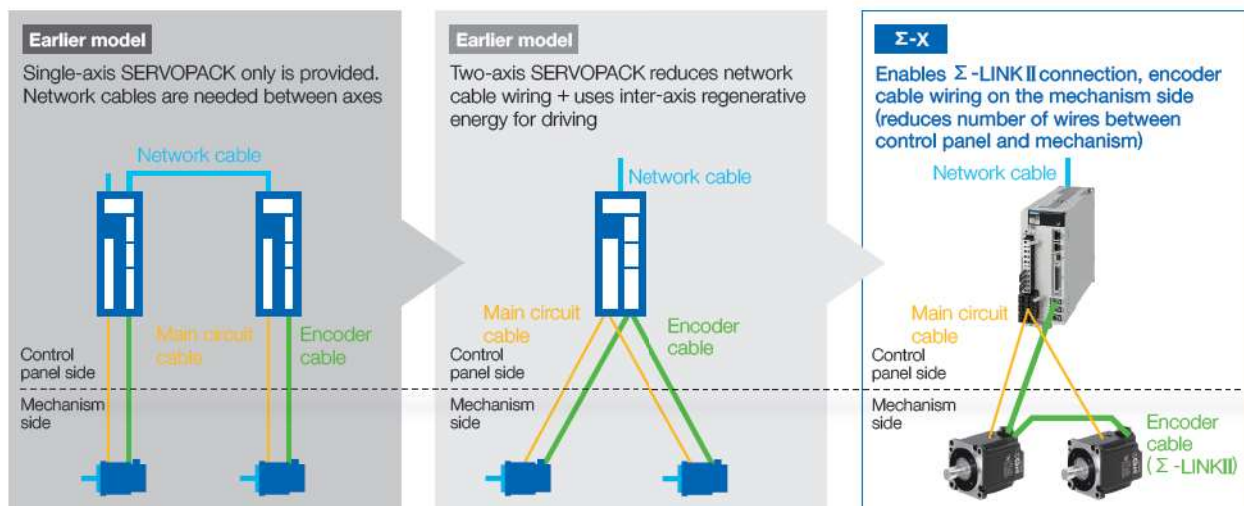 Earlier model
Single-axis SERVOPACK only is provided.
Network cables are needed between axes
Network cable
Main circuit
cable
Encoder
cable
Control
panel side
Mechanism
side
Earlier model
Two-axis SERVOPACK reduces network
cable wiring + uses inter-axis regenerative
energy for driving
Network cable
Main circuit
cable
Encoder
cable
Control
panel side
Mechanism
side
Σ-X
Enables Σ-LINKⅡ connection, encoder
cable wiring on the mechanism side
(reduces number of wires between
control panel and mechanism)
Network cable
Main circuit
cable
Control
panel side
Mechanism
side
Encoder
cable
(Σ-LINKⅡ)